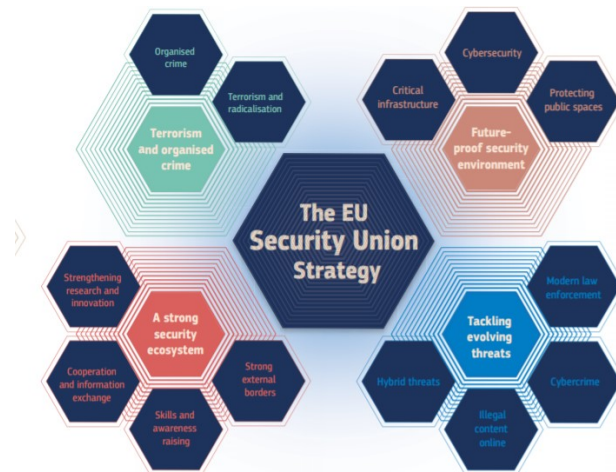 Organised
crime
Terrorism and
radicalisation
Terrorism
and organised
crime
Cybersecurity
Critical
infrastructure
Protecting
public spaces
Future-
proof security
environment
The EU
Security Union
Strategy
Strengthening
research and
innovation
A strong
security
ecosystem
Cooperation
and information
exchange
Skills and
awareness
raising
Strong
external
borders
Modern law
enforcement
Tackling
evolving
threats
Hybrid threats
Cybercrime
Illegal
content
online